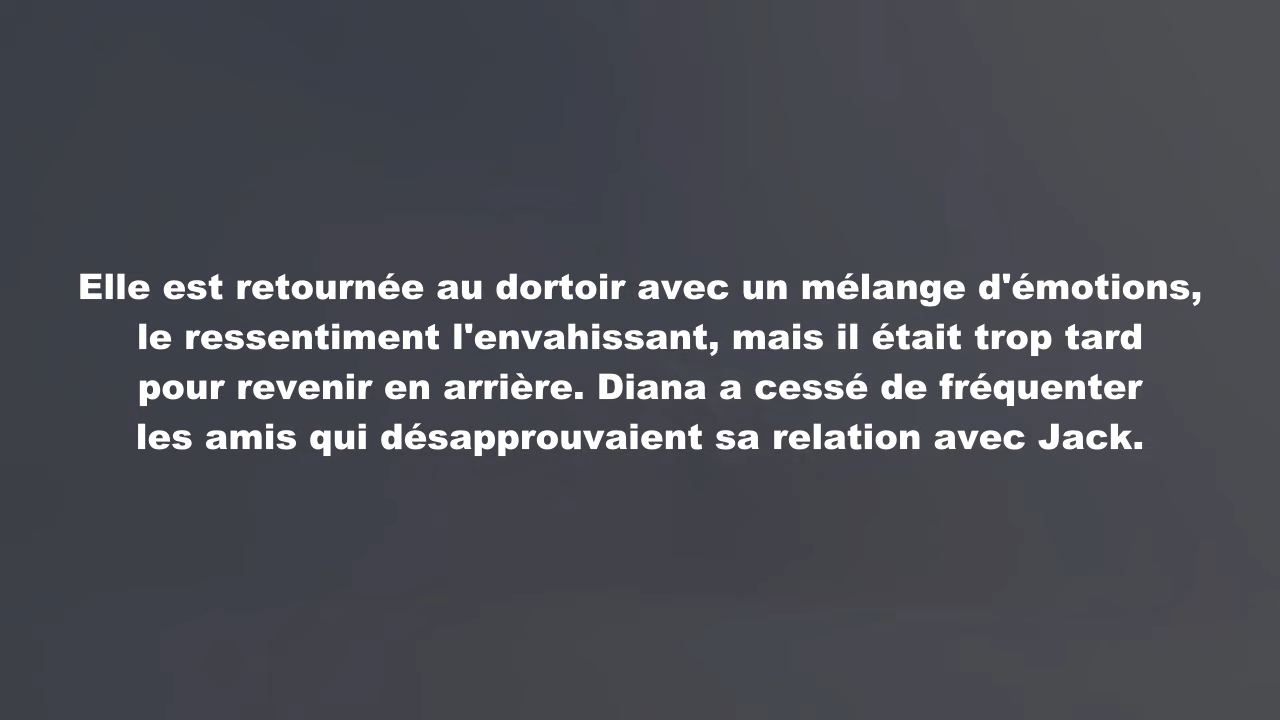 Elle est retournée au dortoir avec un mélange d'émotions,
le ressentiment l'envahissant, mais il était trop tard
pour revenir en arrière. Diana a cessé de fréquenter
les amis qui désapprouvaient sa relation avec Jack.